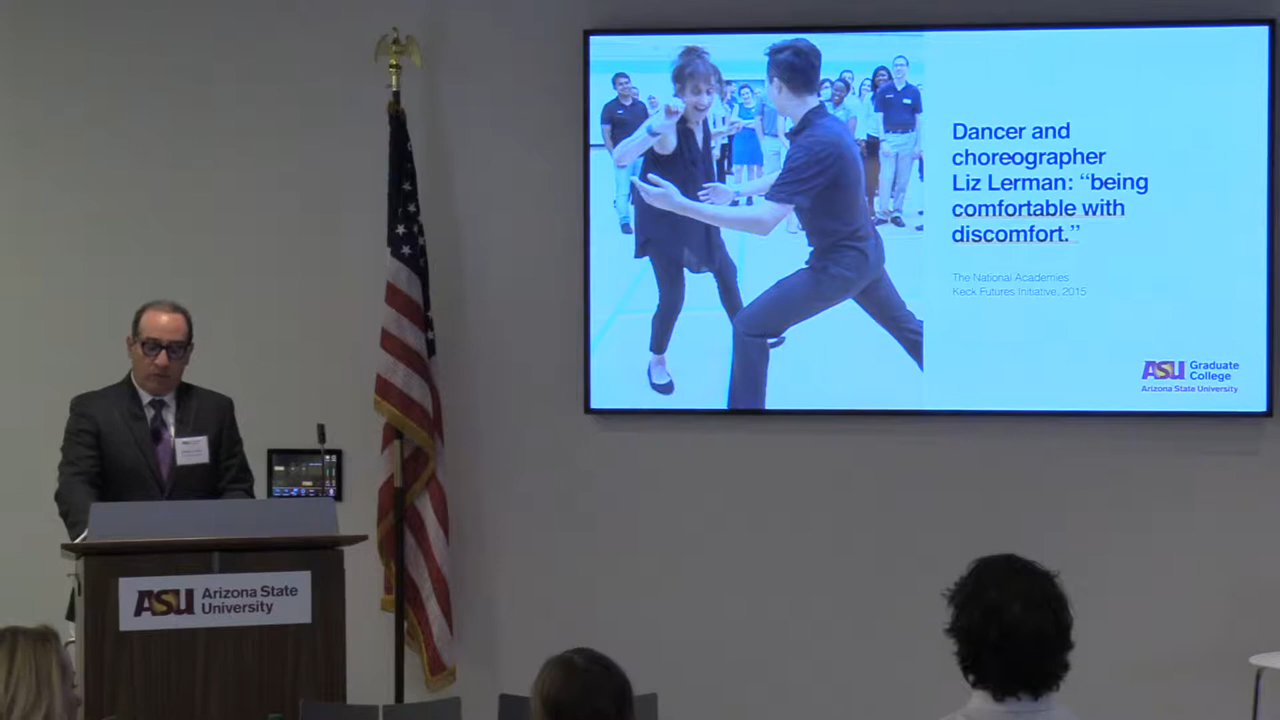 Dancer and
choreographer
Liz Lerman: “being
comfortable with
discomfort.”
The National Academies
Keck Futures Initiative, 2015
ASU Graduate
College
Arizona State University
ASU Arizona State
University